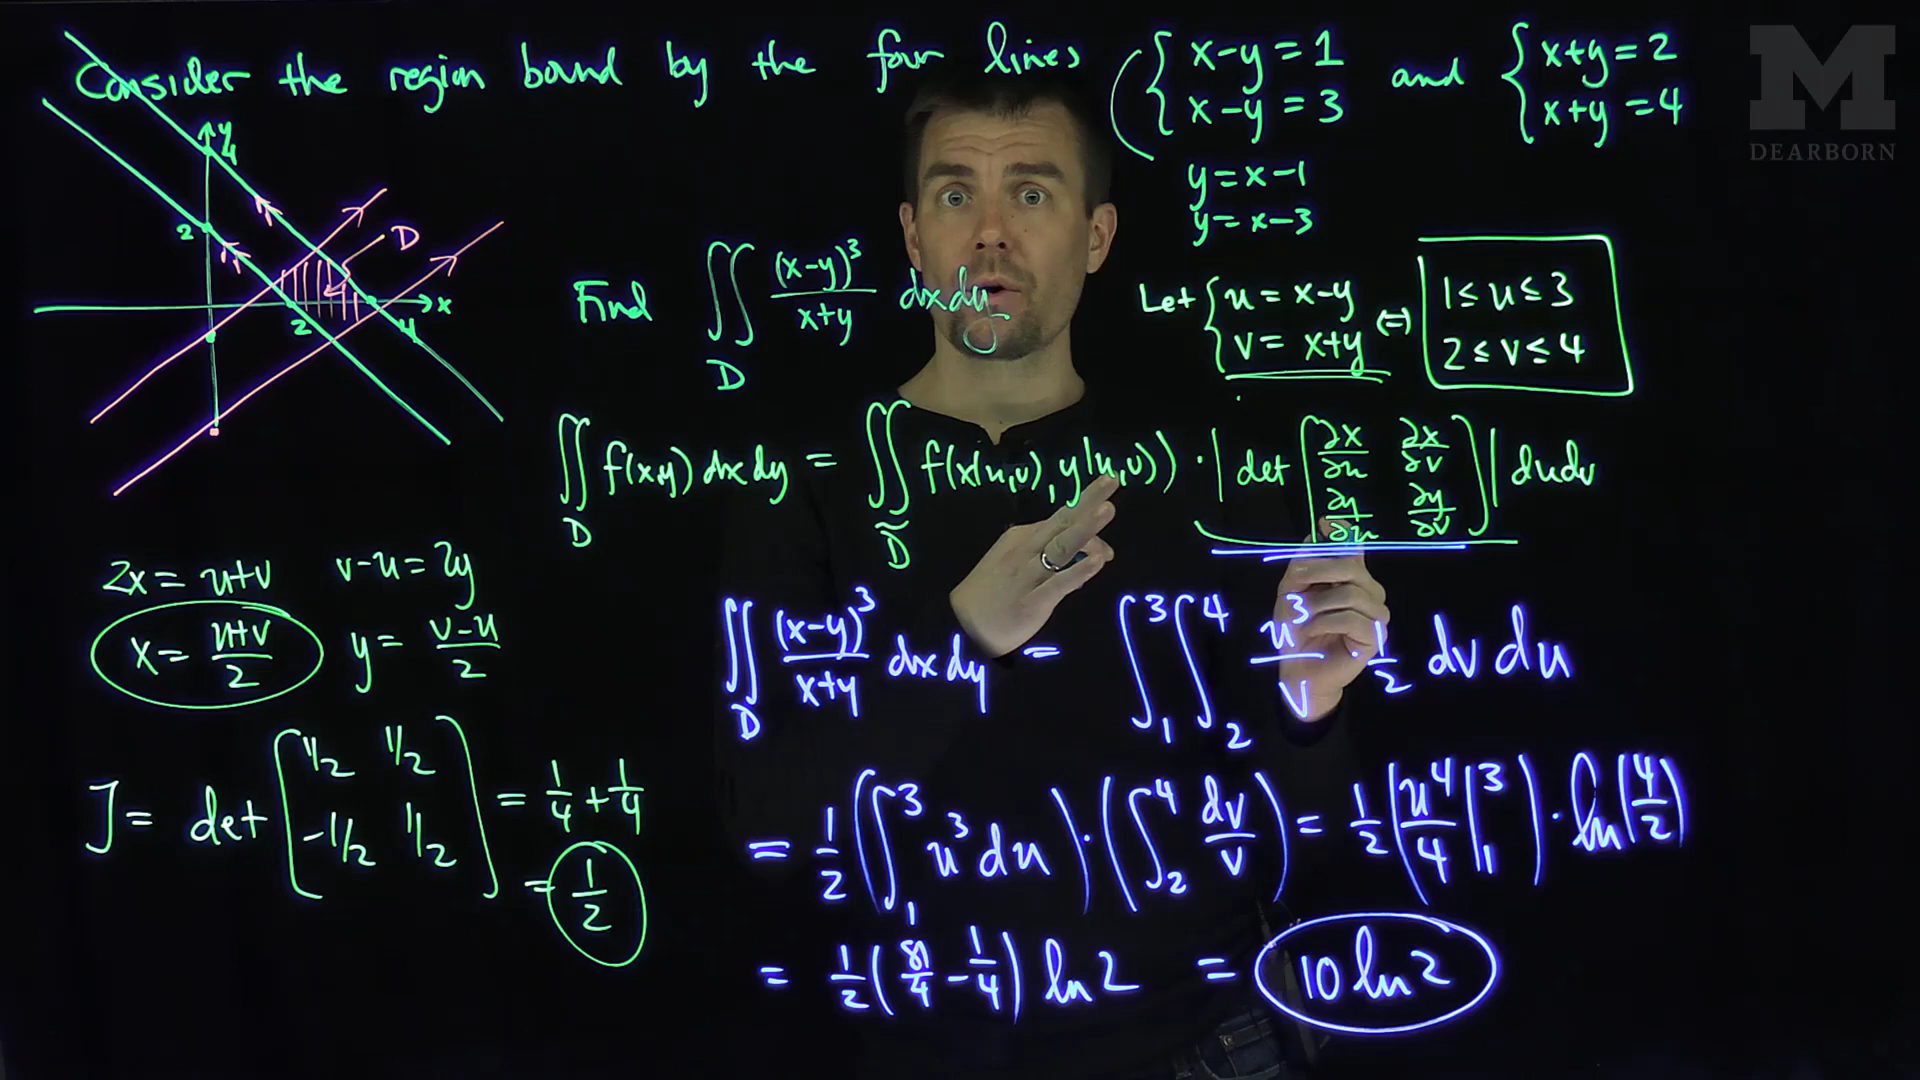 Consider the region bound by the four lines { x-y = 1 and { x+y = 2
x-y = 3 x+y = 4
M
DEARBORN
y = x-1
y = x-3
y
4
2
D
x
2
4
Find ∬_D (x-y)^3/(x+y) dx dy
Let { u = x-y ⇔ 1 ≤ u ≤ 3
v = x+y 2 ≤ v ≤ 4
∬_D f(x,y) dx dy = ∬_D̃ f(x(u,v), y(u,v)) · | det [ ∂x/∂u ∂x/∂v ; ∂y/∂u ∂y/∂v ] | du dv
2x = u+v v-u = 2y
x = (u+v)/2 y = (v-u)/2
J = det [ 1/2 1/2 ; -1/2 1/2 ] = 1/4 + 1/4
= 1/2
∬_D (x-y)^3/(x+y) dx dy = ∫_1^3 ∫_2^4 u^3/v · 1/2 dv du
= 1/2 ( ∫_1^3 u^3 du ) · ( ∫_2^4 dv/v ) = 1/2 ( u^4/4 |_1^3 ) · ln(4/2)
= 1/2 ( 81/4 - 1/4 ) ln 2 = 10 ln 2